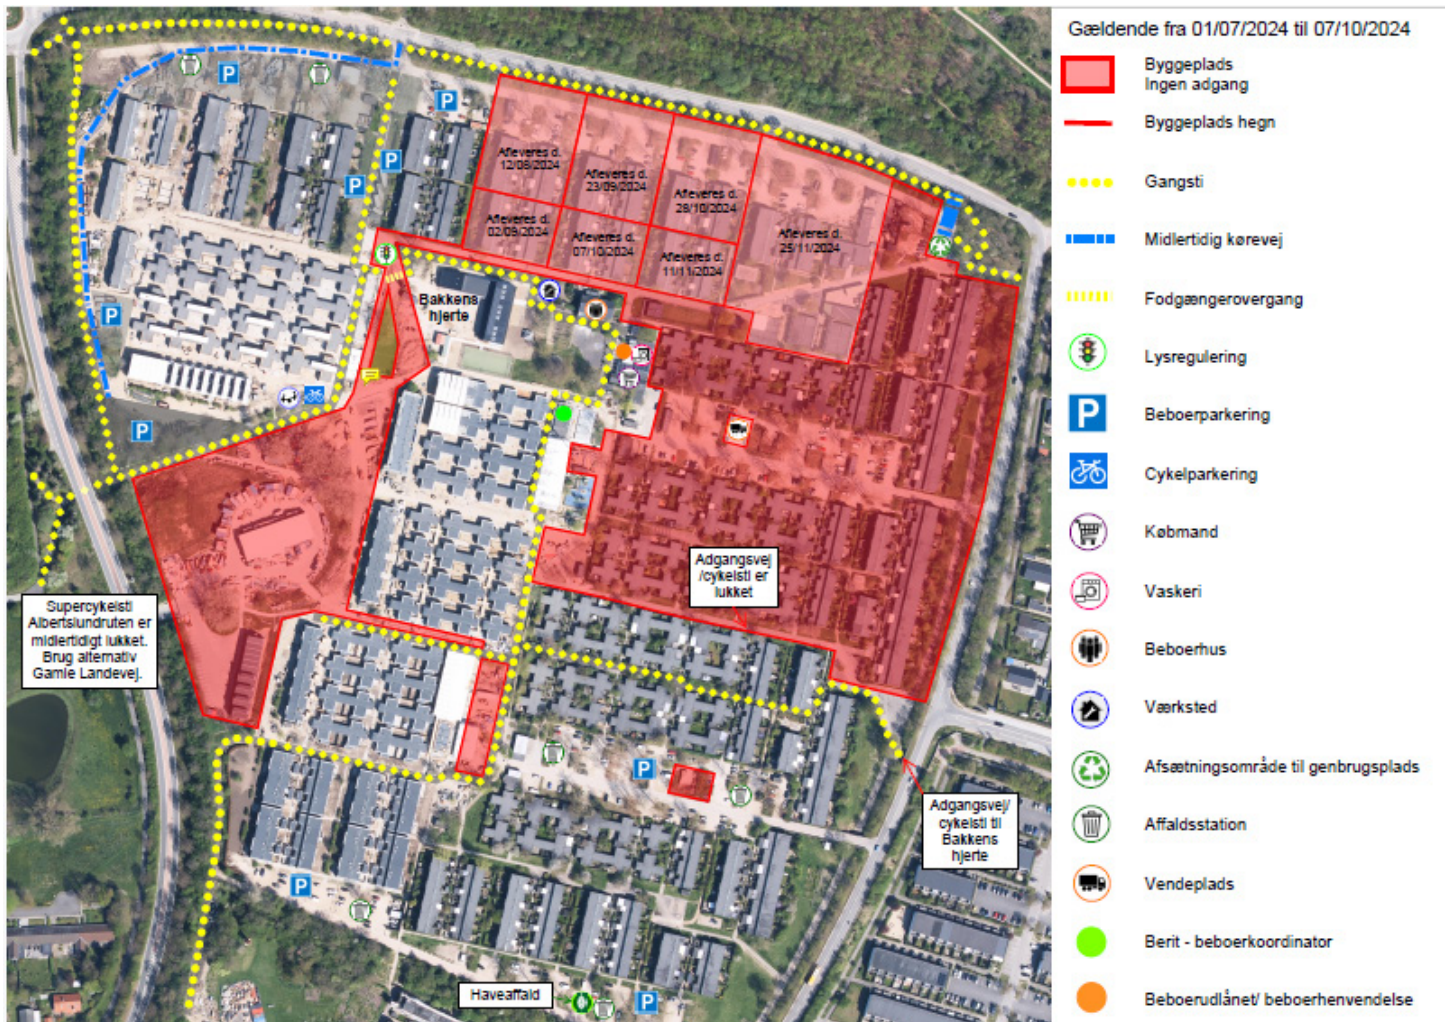 Gældende fra 01/07/2024 til 07/10/2024
Byggeplads
Ingen adgang
Byggeplads hegn
Gangsti
Midlertidig kørevej
Fodgængerovergang
Lysregulering
P
Beboerparkering
Cykelparkering
Købmand
Vaskeri
Beboerhus
Værksted
Afsætningsområde til genbrugsplads
Affaldsstation
Vendeplads
Berit - beboerkoordinator
Beboerudlånet/ beboerhenvendelse
P
P
P
P
P
P
P
P
P
Afleveres d.
12/08/2024
Afleveres d.
23/09/2024
Afleveres d.
28/10/2024
Afleveres d.
25/11/2024
Afleveres d.
02/09/2024
Afleveres d.
07/10/2024
Afleveres d.
11/11/2024
Bakkens
hjerte
Adgangsvej
/cykelsti er
lukket
Supercykelsti
Albertslundruten er
midlertidigt lukket.
Brug alternativ
Gamle Landevej.
Adgangsvej/
cykelsti til
Bakkens
hjerte
Haveaffald